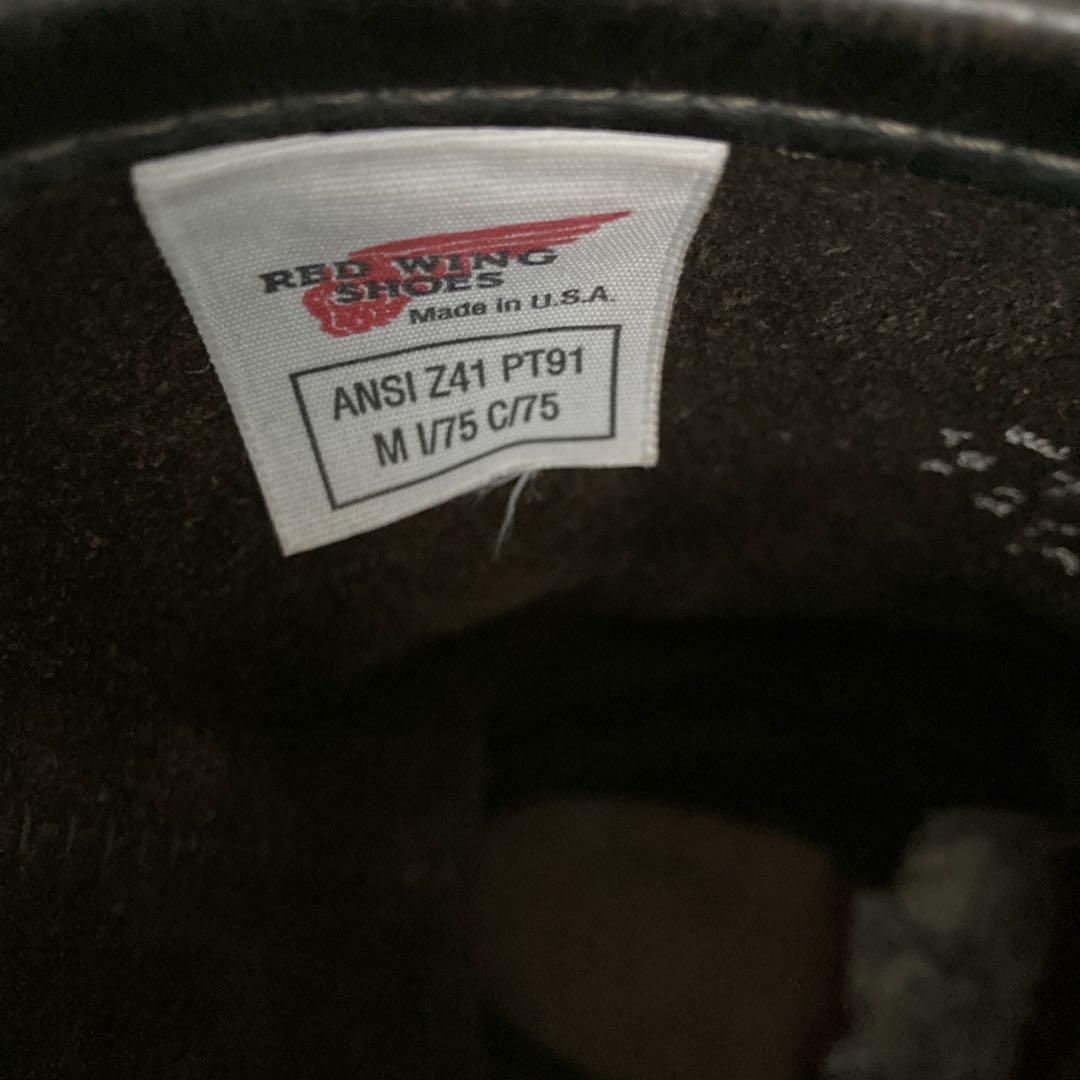 RED WING
SHOES
Made in U.S.A.
ANSI Z41 PT91
M I/75 C/75